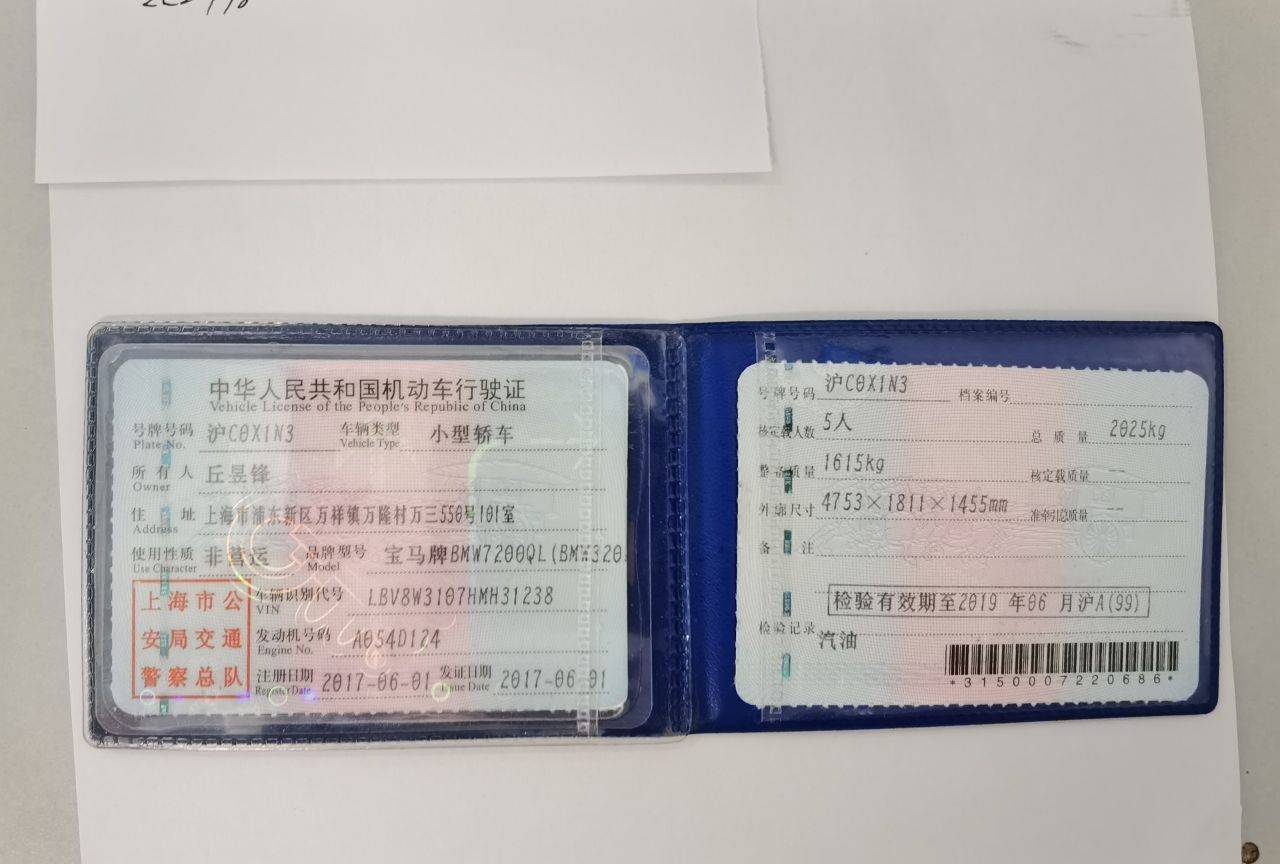 中华人民共和国机动车行驶证
Vehicle License of the People's Republic of China
号牌号码 沪C0X1N3 车辆类型 小型轿车
Plate No. Vehicle Type
所有人 丘昱锋
Owner
住址 上海市浦东新区万祥镇万隆村万三550号101室
Address
使用性质 非营运 品牌型号 宝马牌BMW7200QL(BMW320
Use Character Model
上海市公
安局交通
警察总队
车辆识别代号 LBV8W3107HMH31238
VIN
发动机号码 A054D124
Engine No.
注册日期 2017-06-01 发证日期 2017-06-01
Register Date Issue Date
号牌号码 沪C0X1N3 档案编号
核定载人数 5人 总质量 2025kg
整备质量 1615kg 核定载质量 --
外廓尺寸 4753×1811×1455mm 准牵引总质量 --
备注
检验有效期至2019 年06 月沪A(99)
检验记录
汽油
*3150007220686*